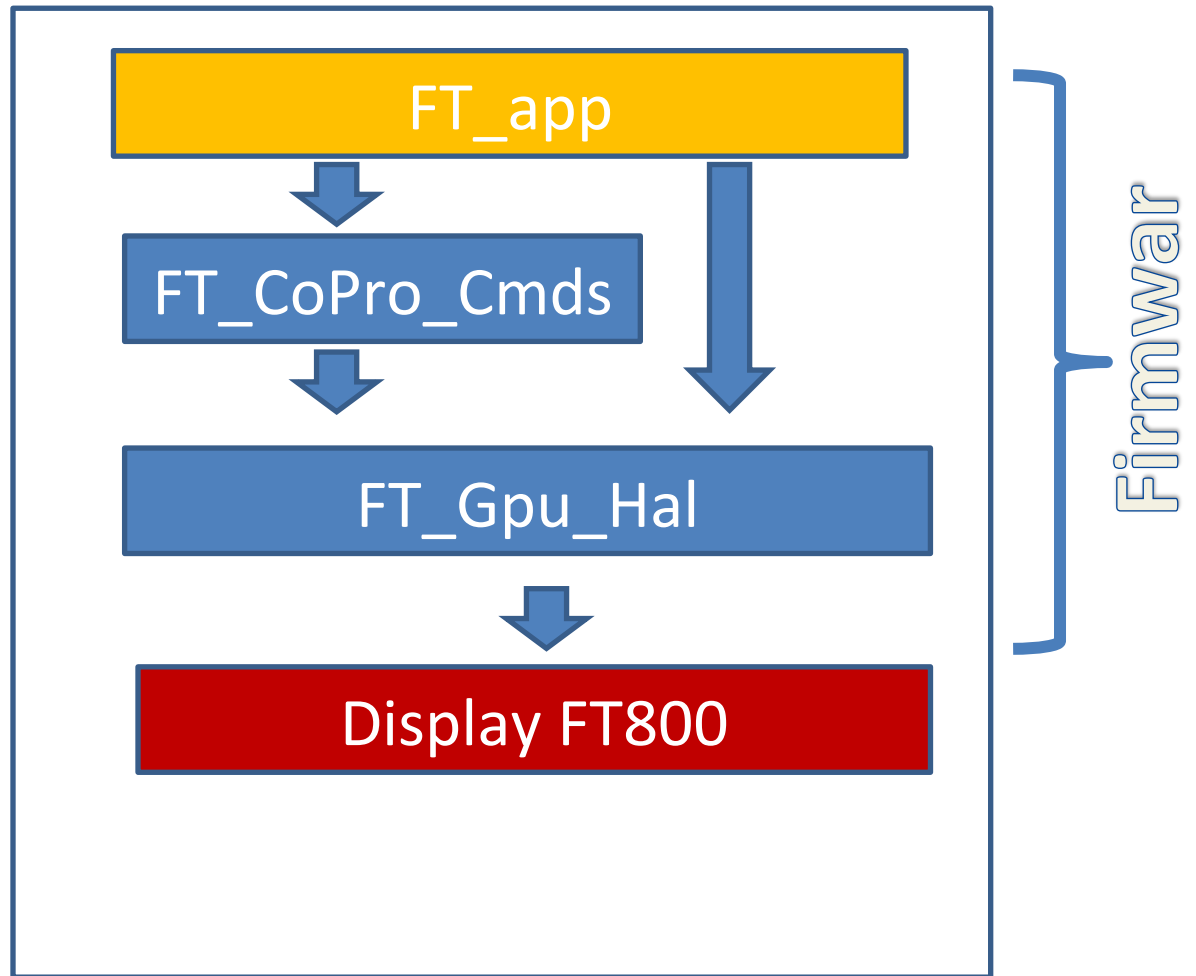 FT_app
FT_CoPro_Cmds
FT_Gpu_Hal
Display FT800
Firmwar